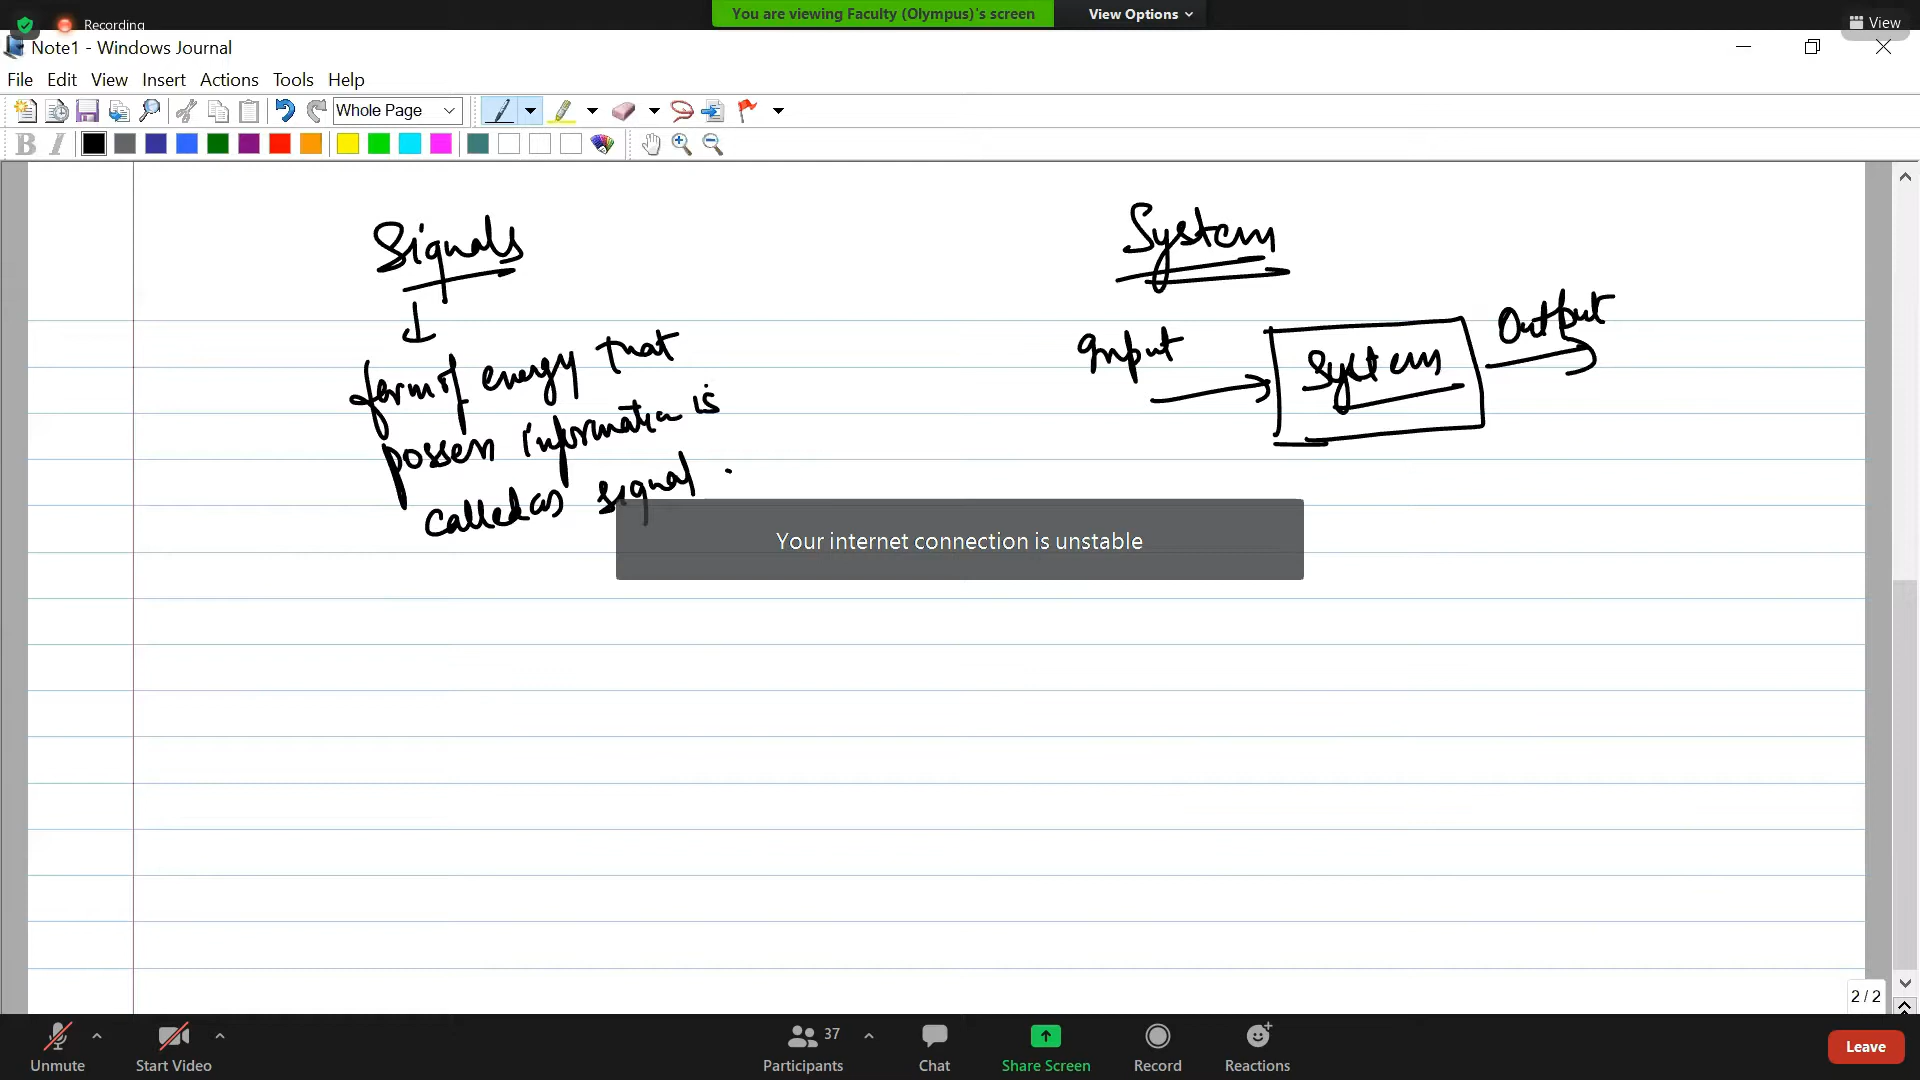 Recording
You are viewing Faculty (Olympus)'s screen
View Options
View
Note1 - Windows Journal
File Edit View Insert Actions Tools Help
Whole Page
B I
Signals
form of energy that
possess information is
called as signal .
System
Input
System
Output
Your internet connection is unstable
2 / 2
Unmute
Start Video
37
Participants
Chat
Share Screen
Record
Reactions
Leave